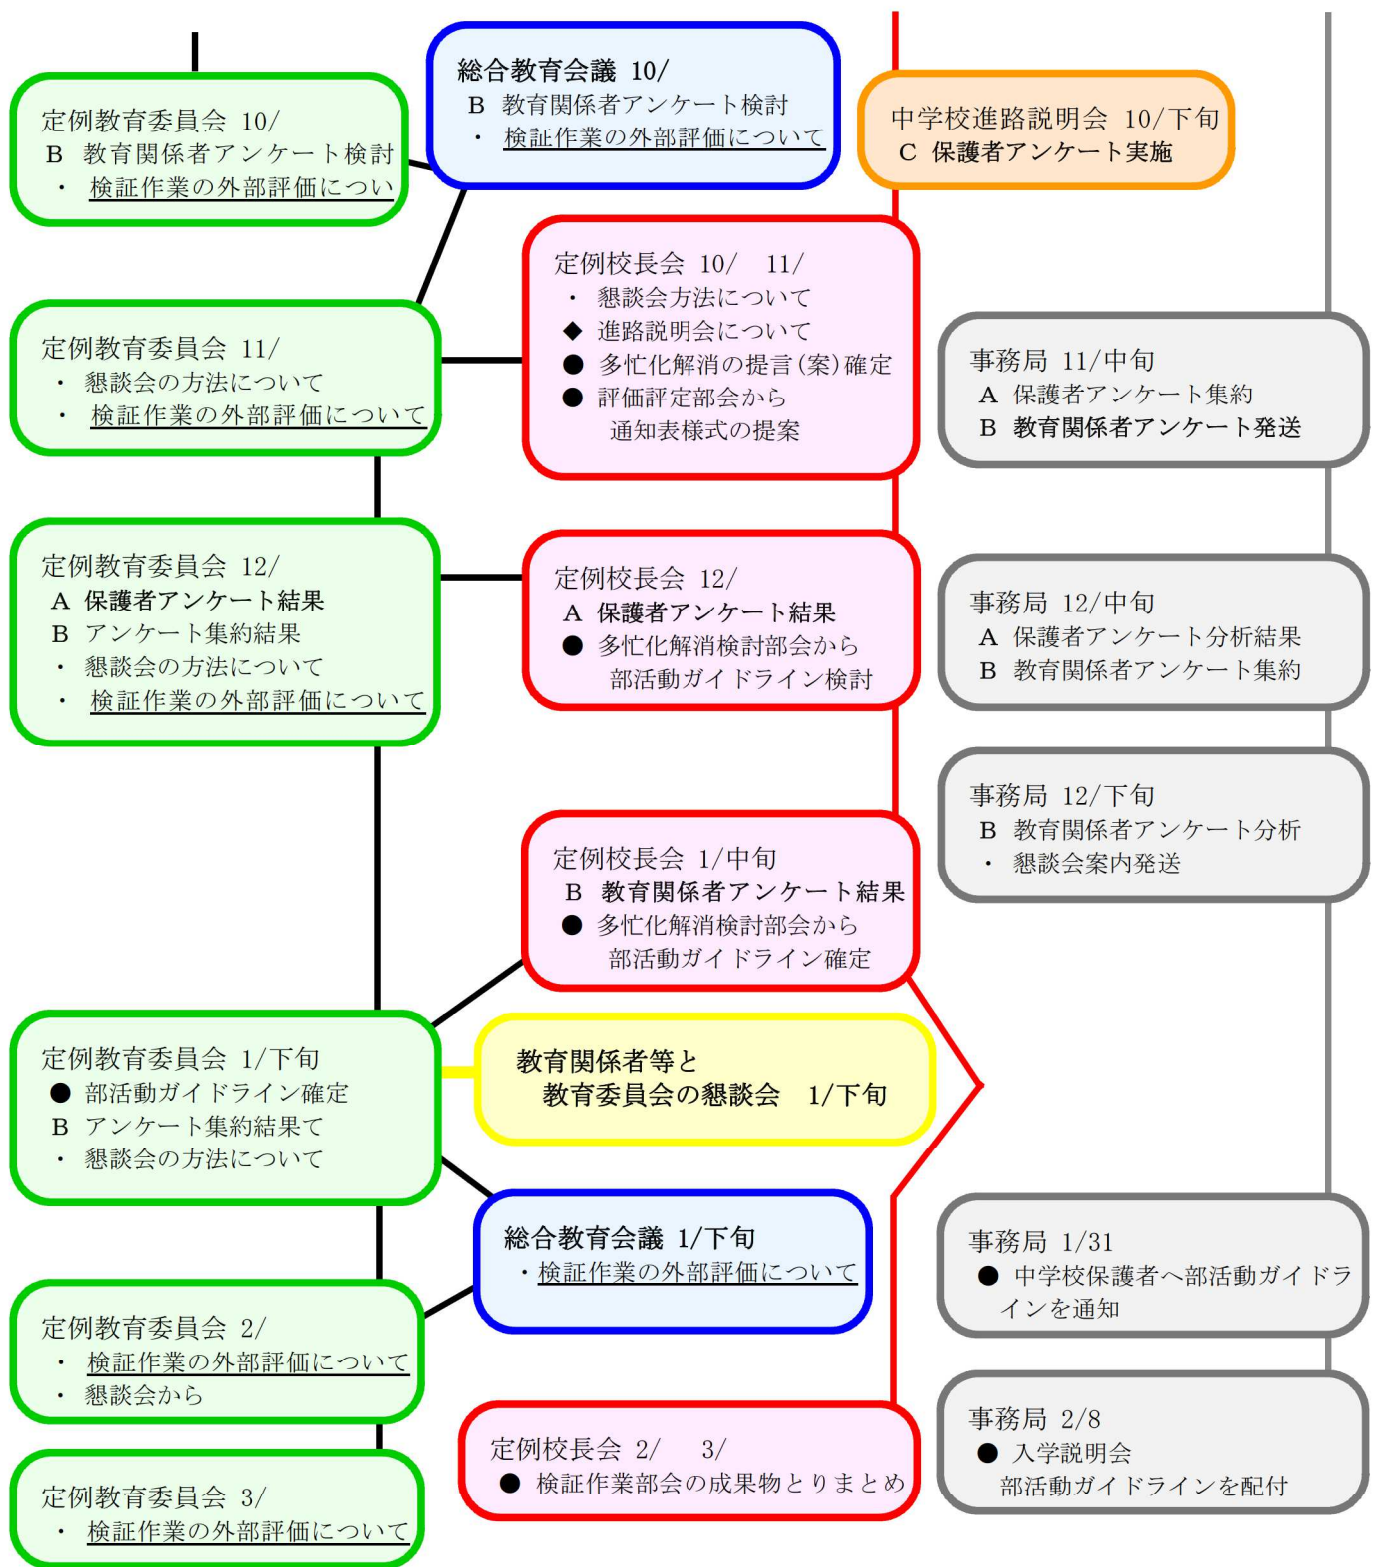 定例教育委員会 10/
B 教育関係者アンケート検討
・ 検証作業の外部評価につい
総合教育会議 10/
B 教育関係者アンケート検討
・ 検証作業の外部評価について
中学校進路説明会 10/下旬
C 保護者アンケート実施
定例校長会 10/ 11/
・ 懇談会方法について
◆ 進路説明会について
● 多忙化解消の提言(案)確定
● 評価評定部会から
通知表様式の提案
定例教育委員会 11/
・ 懇談会の方法について
・ 検証作業の外部評価について
事務局 11/中旬
A 保護者アンケート集約
B 教育関係者アンケート発送
定例教育委員会 12/
A 保護者アンケート結果
B アンケート集約結果
・ 懇談会の方法について
・ 検証作業の外部評価について
定例校長会 12/
A 保護者アンケート結果
● 多忙化解消検討部会から
部活動ガイドライン検討
事務局 12/中旬
A 保護者アンケート分析結果
B 教育関係者アンケート集約
事務局 12/下旬
B 教育関係者アンケート分析
・ 懇談会案内発送
定例校長会 1/中旬
B 教育関係者アンケート結果
● 多忙化解消検討部会から
部活動ガイドライン確定
定例教育委員会 1/下旬
● 部活動ガイドライン確定
B アンケート集約結果て
・ 懇談会の方法について
教育関係者等と
教育委員会の懇談会 1/下旬
総合教育会議 1/下旬
・検証作業の外部評価について
事務局 1/31
● 中学校保護者へ部活動ガイドラ
インを通知
定例教育委員会 2/
・ 検証作業の外部評価について
・ 懇談会から
定例校長会 2/ 3/
● 検証作業部会の成果物とりまとめ
事務局 2/8
● 入学説明会
部活動ガイドラインを配付
定例教育委員会 3/
・ 検証作業の外部評価について